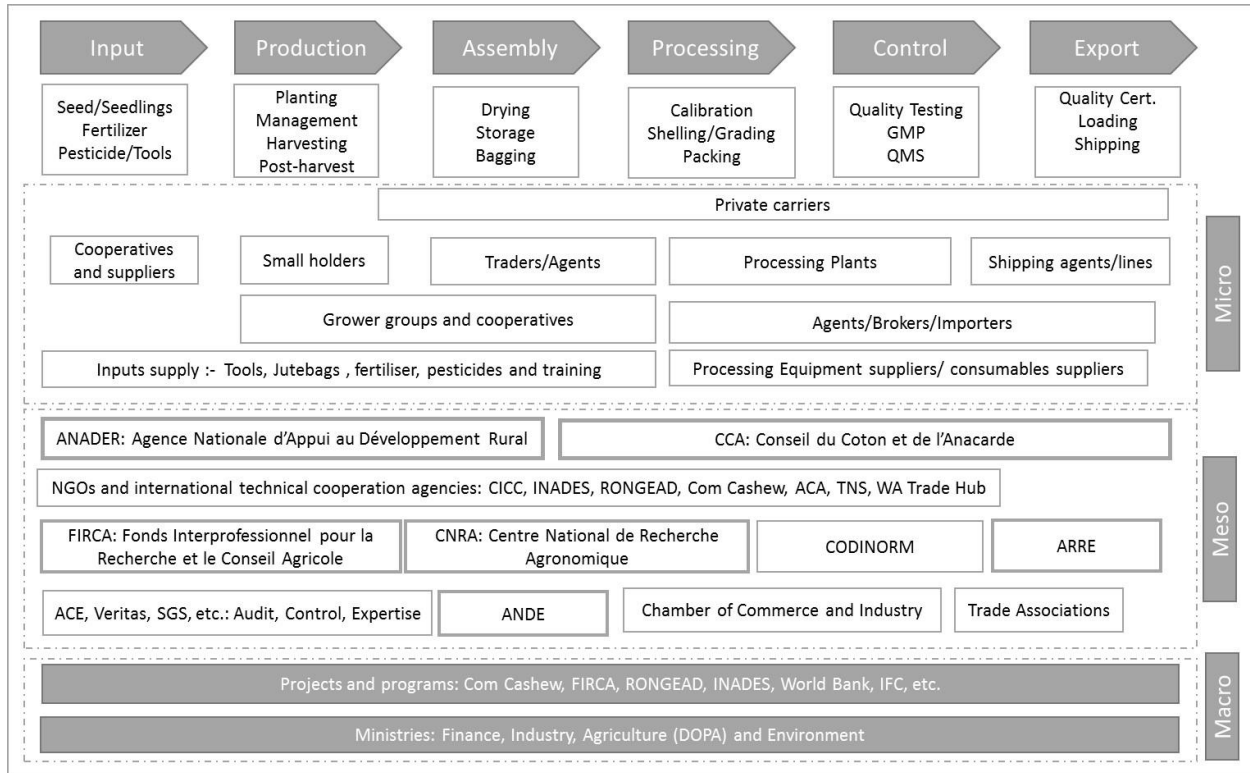 Input
Production
Assembly
Processing
Control
Export
Seed/Seedlings
Fertilizer
Pesticide/Tools
Planting
Management
Harvesting
Post-harvest
Drying
Storage
Bagging
Calibration
Shelling/Grading
Packing
Quality Testing
GMP
QMS
Quality Cert.
Loading
Shipping
Private carriers
Cooperatives
and suppliers
Small holders
Traders/Agents
Processing Plants
Shipping agents/lines
Grower groups and cooperatives
Agents/Brokers/Importers
Inputs supply :- Tools, Jutebags , fertiliser, pesticides and training
Processing Equipment suppliers/ consumables suppliers
Micro
ANADER: Agence Nationale d'Appui au Développement Rural
CCA: Conseil du Coton et de l'Anacarde
NGOs and international technical cooperation agencies: CICC, INADES, RONGEAD, Com Cashew, ACA, TNS, WA Trade Hub
FIRCA: Fonds Interprofessionnel pour la
Recherche et le Conseil Agricole
CNRA: Centre National de Recherche
Agronomique
CODINORM
ARRE
ACE, Veritas, SGS, etc.: Audit, Control, Expertise
ANDE
Chamber of Commerce and Industry
Trade Associations
Meso
Projects and programs: Com Cashew, FIRCA, RONGEAD, INADES, World Bank, IFC, etc.
Ministries: Finance, Industry, Agriculture (DOPA) and Environment
Macro